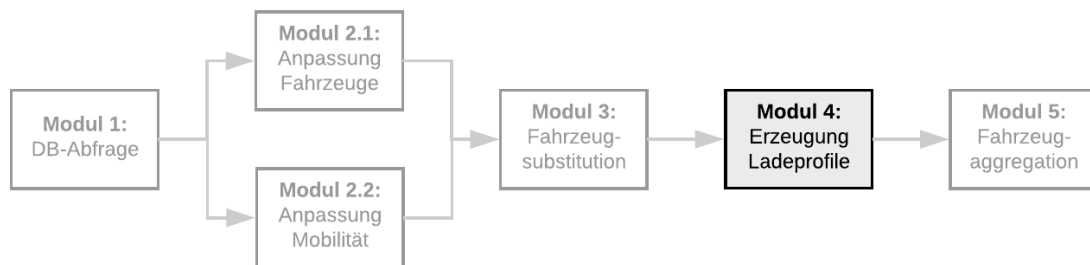 Modul 1:
DB-Abfrage
Modul 2.1:
Anpassung
Fahrzeuge
Modul 2.2:
Anpassung
Mobilität
Modul 3:
Fahrzeug-
substitution
Modul 4:
Erzeugung
Ladeprofile
Modul 5:
Fahrzeug-
aggregation